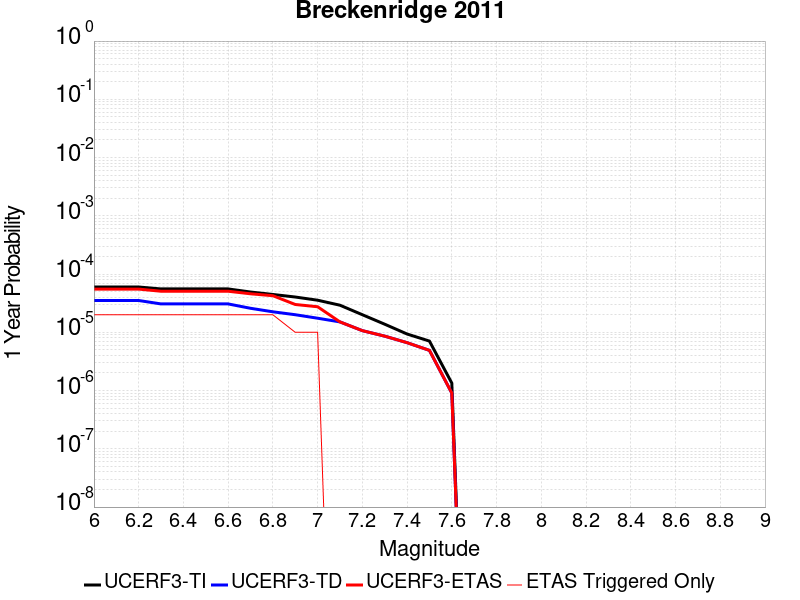 Breckenridge 2011
1 Year Probability
10^0
10^-1
10^-2
10^-3
10^-4
10^-5
10^-6
10^-7
10^-8
6 6.2 6.4 6.6 6.8 7 7.2 7.4 7.6 7.8 8 8.2 8.4 8.6 8.8 9
Magnitude
UCERF3-TI UCERF3-TD UCERF3-ETAS ETAS Triggered Only